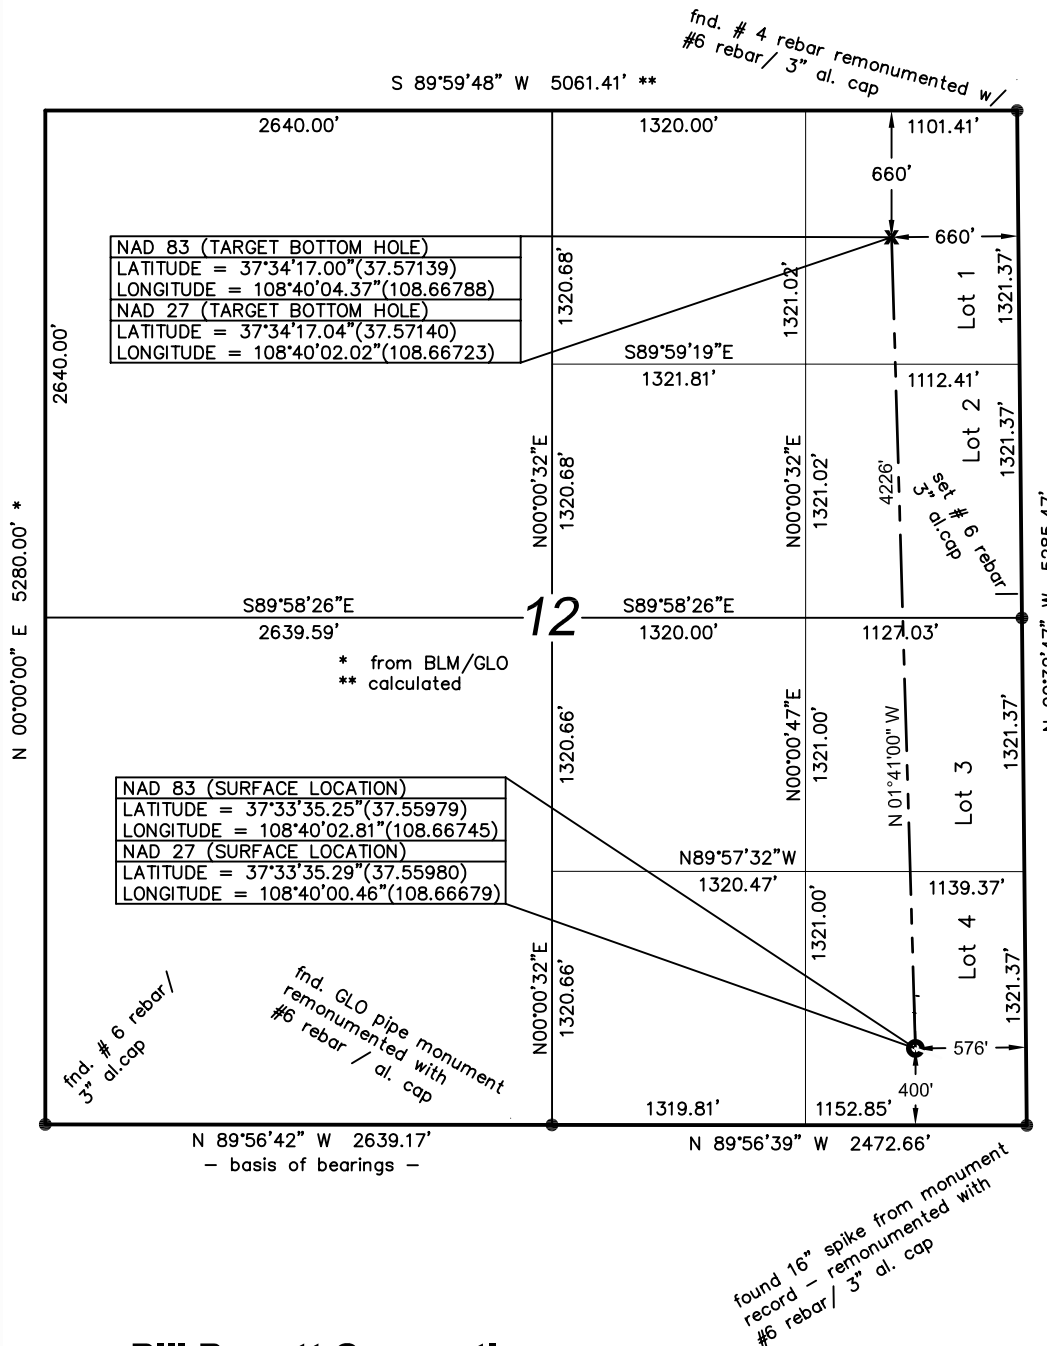 fnd. # 4 rebar remonumented w/
#6 rebar/ 3" al. cap
S 89°59'48" W 5061.41' **
2640.00'
1320.00'
1101.41'
660'
660'
NAD 83 (TARGET BOTTOM HOLE)
LATITUDE = 37°34'17.00"(37.57139)
LONGITUDE = 108°40'04.37"(108.66788)
NAD 27 (TARGET BOTTOM HOLE)
LATITUDE = 37°34'17.04"(37.57140)
LONGITUDE = 108°40'02.02"(108.66723)
1320.68'
1321.02'
Lot 1
1321.37'
2640.00'
S89°59'19"E
1321.81'
1112.41'
N00°00'32"E
1320.68'
N00°00'32"E
1321.02'
4226'
Lot 2
1321.37'
set # 6 rebar/
3" al.cap
N 00°00'00" E 5280.00' *
S89°58'26"E
2639.59'
12
S89°58'26"E
1320.00'
1127.03'
* from BLM/GLO
** calculated
1320.66'
N00°00'47"E
1321.00'
N 01°41'00" W
Lot 3
1321.37'
NAD 83 (SURFACE LOCATION)
LATITUDE = 37°33'35.25"(37.55979)
LONGITUDE = 108°40'02.81"(108.66745)
NAD 27 (SURFACE LOCATION)
LATITUDE = 37°33'35.29"(37.55980)
LONGITUDE = 108°40'00.46"(108.66679)
N89°57'32"W
1320.47'
1139.37'
N00°00'32"E
1320.66'
1321.00'
Lot 4
1321.37'
fnd. # 6 rebar/
3" al.cap
fnd. GLO pipe monument
remonumented with
#6 rebar / al. cap
576'
400'
1319.81'
1152.85'
N 89°56'42" W 2639.17'
– basis of bearings –
N 89°56'39" W 2472.66'
found 16" spike from monument
record – remonumented with
#6 rebar/ 3" al. cap